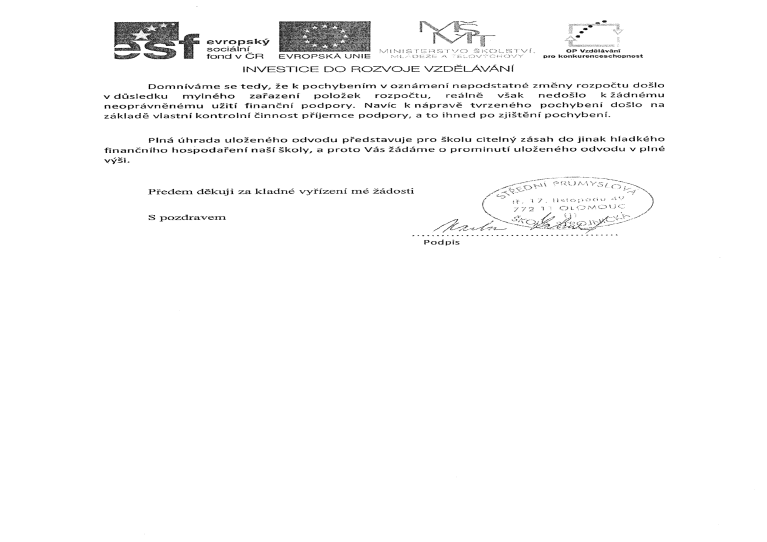 esf evropský sociální fond v ČR
EVROPSKÁ UNIE
MINISTERSTVO ŠKOLSTVÍ,
MLÁDEŽE A TĚLOVÝCHOVY
OP Vzdělávání
pro konkurenceschopnost
INVESTICE DO ROZVOJE VZDĚLÁVÁNÍ
Domníváme se tedy, že k pochybením v oznámení nepodstatné změny rozpočtu došlo
v důsledku mylného zařazení položek rozpočtu, reálně však nedošlo k žádnému
neoprávněnému užití finanční podpory. Navíc k nápravě tvrzeného pochybení došlo na
základě vlastní kontrolní činnost příjemce podpory, a to ihned po zjištění pochybení.
Plná úhrada uloženého odvodu představuje pro školu citelný zásah do jinak hladkého
finančního hospodaření naší školy, a proto Vás žádáme o prominutí uloženého odvodu v plné
výši.
Předem děkuji za kladné vyřízení mé žádosti
S pozdravem
STŘEDNÍ PRŮMYSLOVÁ
tř. 17. listopadu 49
772 11 OLOMOUC
ŠKOLA STROJNICKÁ
Podpis